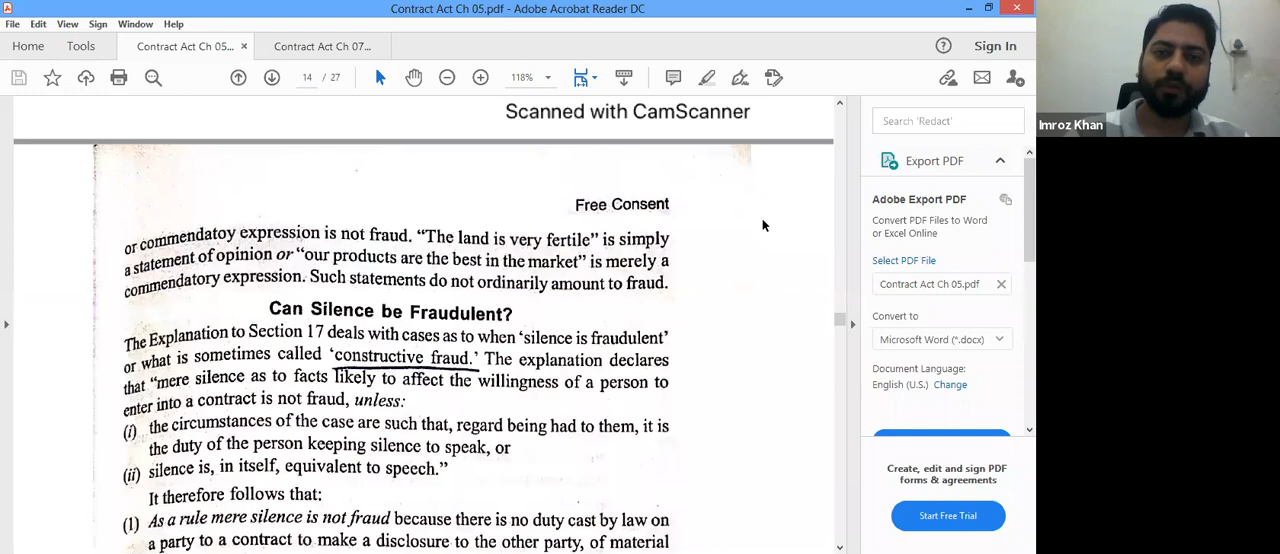 Contract Act Ch 05.pdf - Adobe Acrobat Reader DC
File Edit View Sign Window Help
Home Tools Contract Act Ch 05... × Contract Act Ch 07... Sign In
14 / 27 118%
Scanned with CamScanner
Free Consent
or commendatoy expression is not fraud. “The land is very fertile” is simply
a statement of opinion or “our products are the best in the market” is merely a
commendatory expression. Such statements do not ordinarily amount to fraud.
Can Silence be Fraudulent?
The Explanation to Section 17 deals with cases as to when ‘silence is fraudulent’
or what is sometimes called ‘constructive fraud.’ The explanation declares
that “mere silence as to facts likely to affect the willingness of a person to
enter into a contract is not fraud, unless:
(i) the circumstances of the case are such that, regard being had to them, it is
the duty of the person keeping silence to speak, or
(ii) silence is, in itself, equivalent to speech.”
It therefore follows that:
(1) As a rule mere silence is not fraud because there is no duty cast by law on
a party to a contract to make a disclosure to the other party, of material
Search 'Redact'
Export PDF
Adobe Export PDF
Convert PDF Files to Word
or Excel Online
Select PDF File
Contract Act Ch 05.pdf ×
Convert to
Microsoft Word (*.docx)
Document Language:
English (U.S.) Change
Create, edit and sign PDF
forms & agreements
Start Free Trial
Imroz Khan